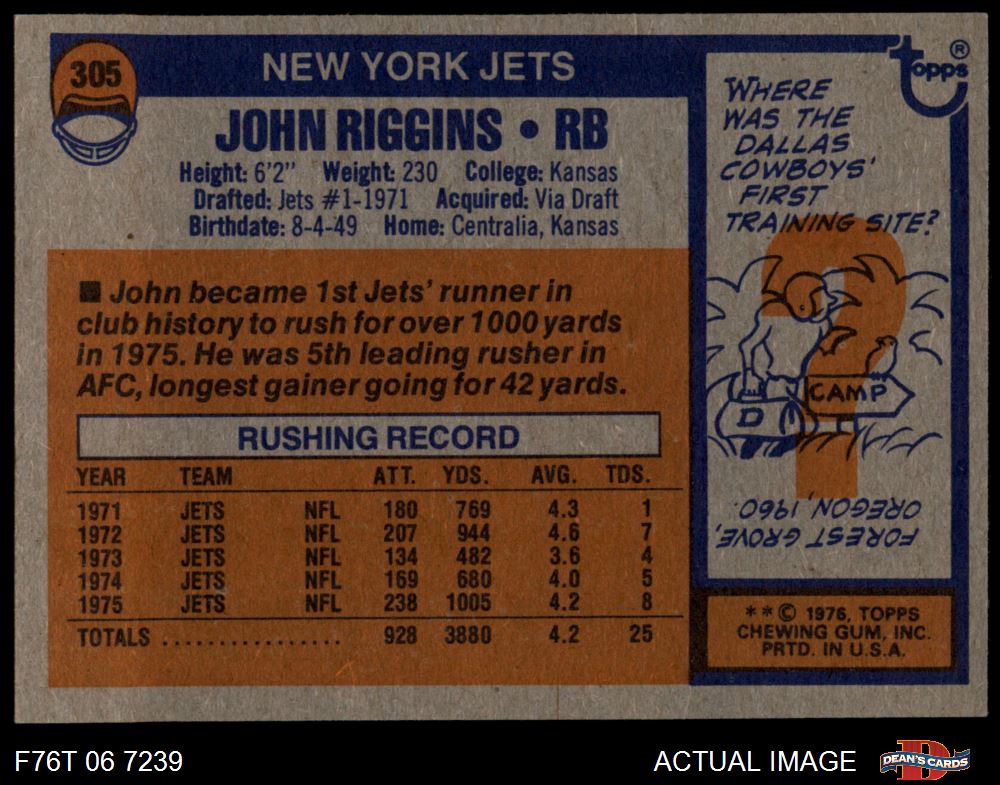 305
NEW YORK JETS
topps®
JOHN RIGGINS • RB
Height: 6'2" Weight: 230 College: Kansas
Drafted: Jets #1-1971 Acquired: Via Draft
Birthdate: 8-4-49 Home: Centralia, Kansas
■ John became 1st Jets' runner in
club history to rush for over 1000 yards
in 1975. He was 5th leading rusher in
AFC, longest gainer going for 42 yards.
RUSHING RECORD
YEAR TEAM ATT. YDS. AVG. TDS.
1971 JETS NFL 180 769 4.3 1
1972 JETS NFL 207 944 4.6 7
1973 JETS NFL 134 482 3.6 4
1974 JETS NFL 169 680 4.0 5
1975 JETS NFL 238 1005 4.2 8
TOTALS ................ 928 3880 4.2 25
WHERE
WAS THE
DALLAS
COWBOYS'
FIRST
TRAINING SITE?
?
CAMP
D
FOREST GROVE,
OREGON, 1960.
**© 1976, TOPPS
CHEWING GUM, INC.
PRTD. IN U.S.A.
F76T 06 7239
ACTUAL IMAGE
D
DEAN'S CARDS